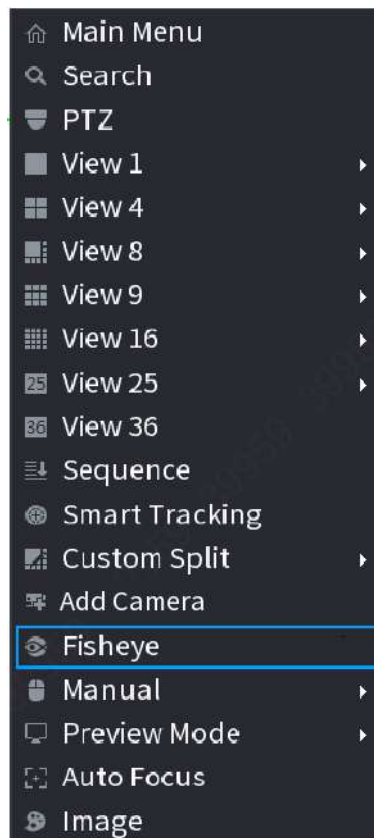 Main Menu
Search
PTZ
View 1
View 4
View 8
View 9
View 16
25 View 25
36 View 36
Sequence
Smart Tracking
Custom Split
Add Camera
Fisheye
Manual
Preview Mode
Auto Focus
Image